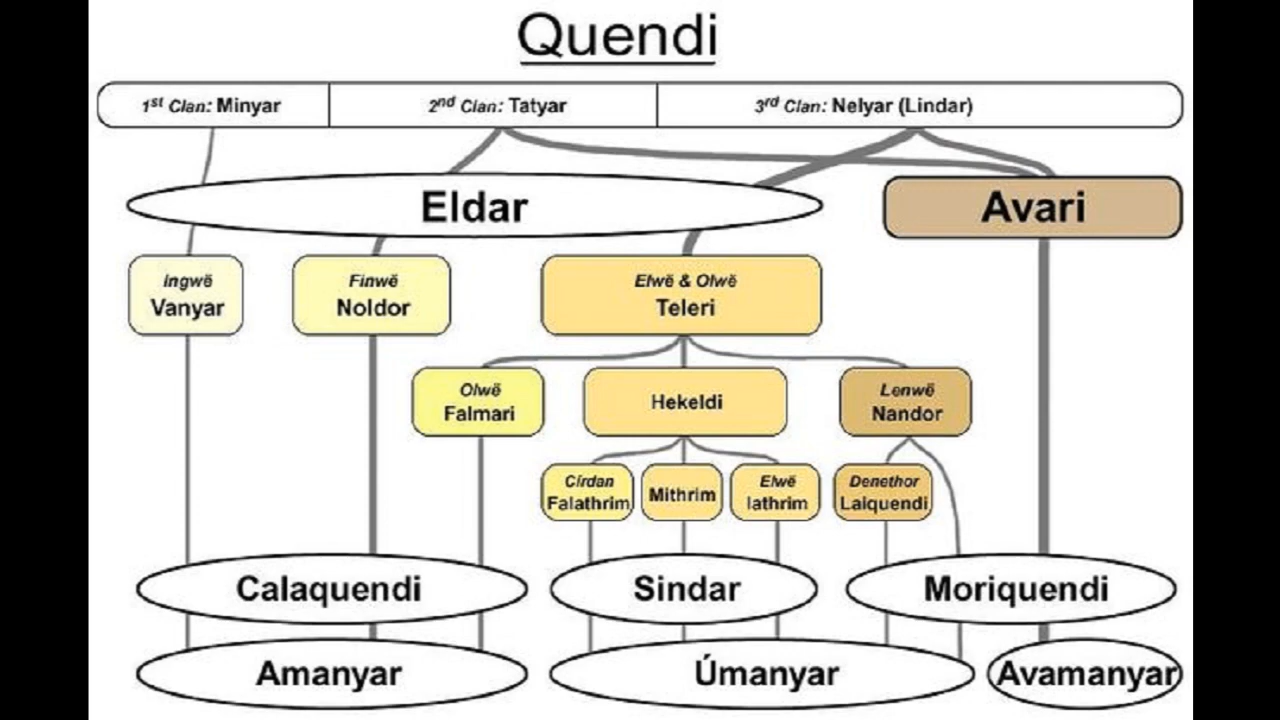 Quendi
1st Clan: Minyar
2nd Clan: Tatyar
3rd Clan: Nelyar (Lindar)
Eldar
Avari
Ingwë
Vanyar
Finwë
Noldor
Elwë & Olwë
Teleri
Olwë
Falmari
Hekeldi
Lenwë
Nandor
Círdan
Falathrim
Mithrim
Elwë
Iathrim
Denethor
Laiquendi
Calaquendi
Sindar
Moriquendi
Amanyar
Úmanyar
Avamanyar